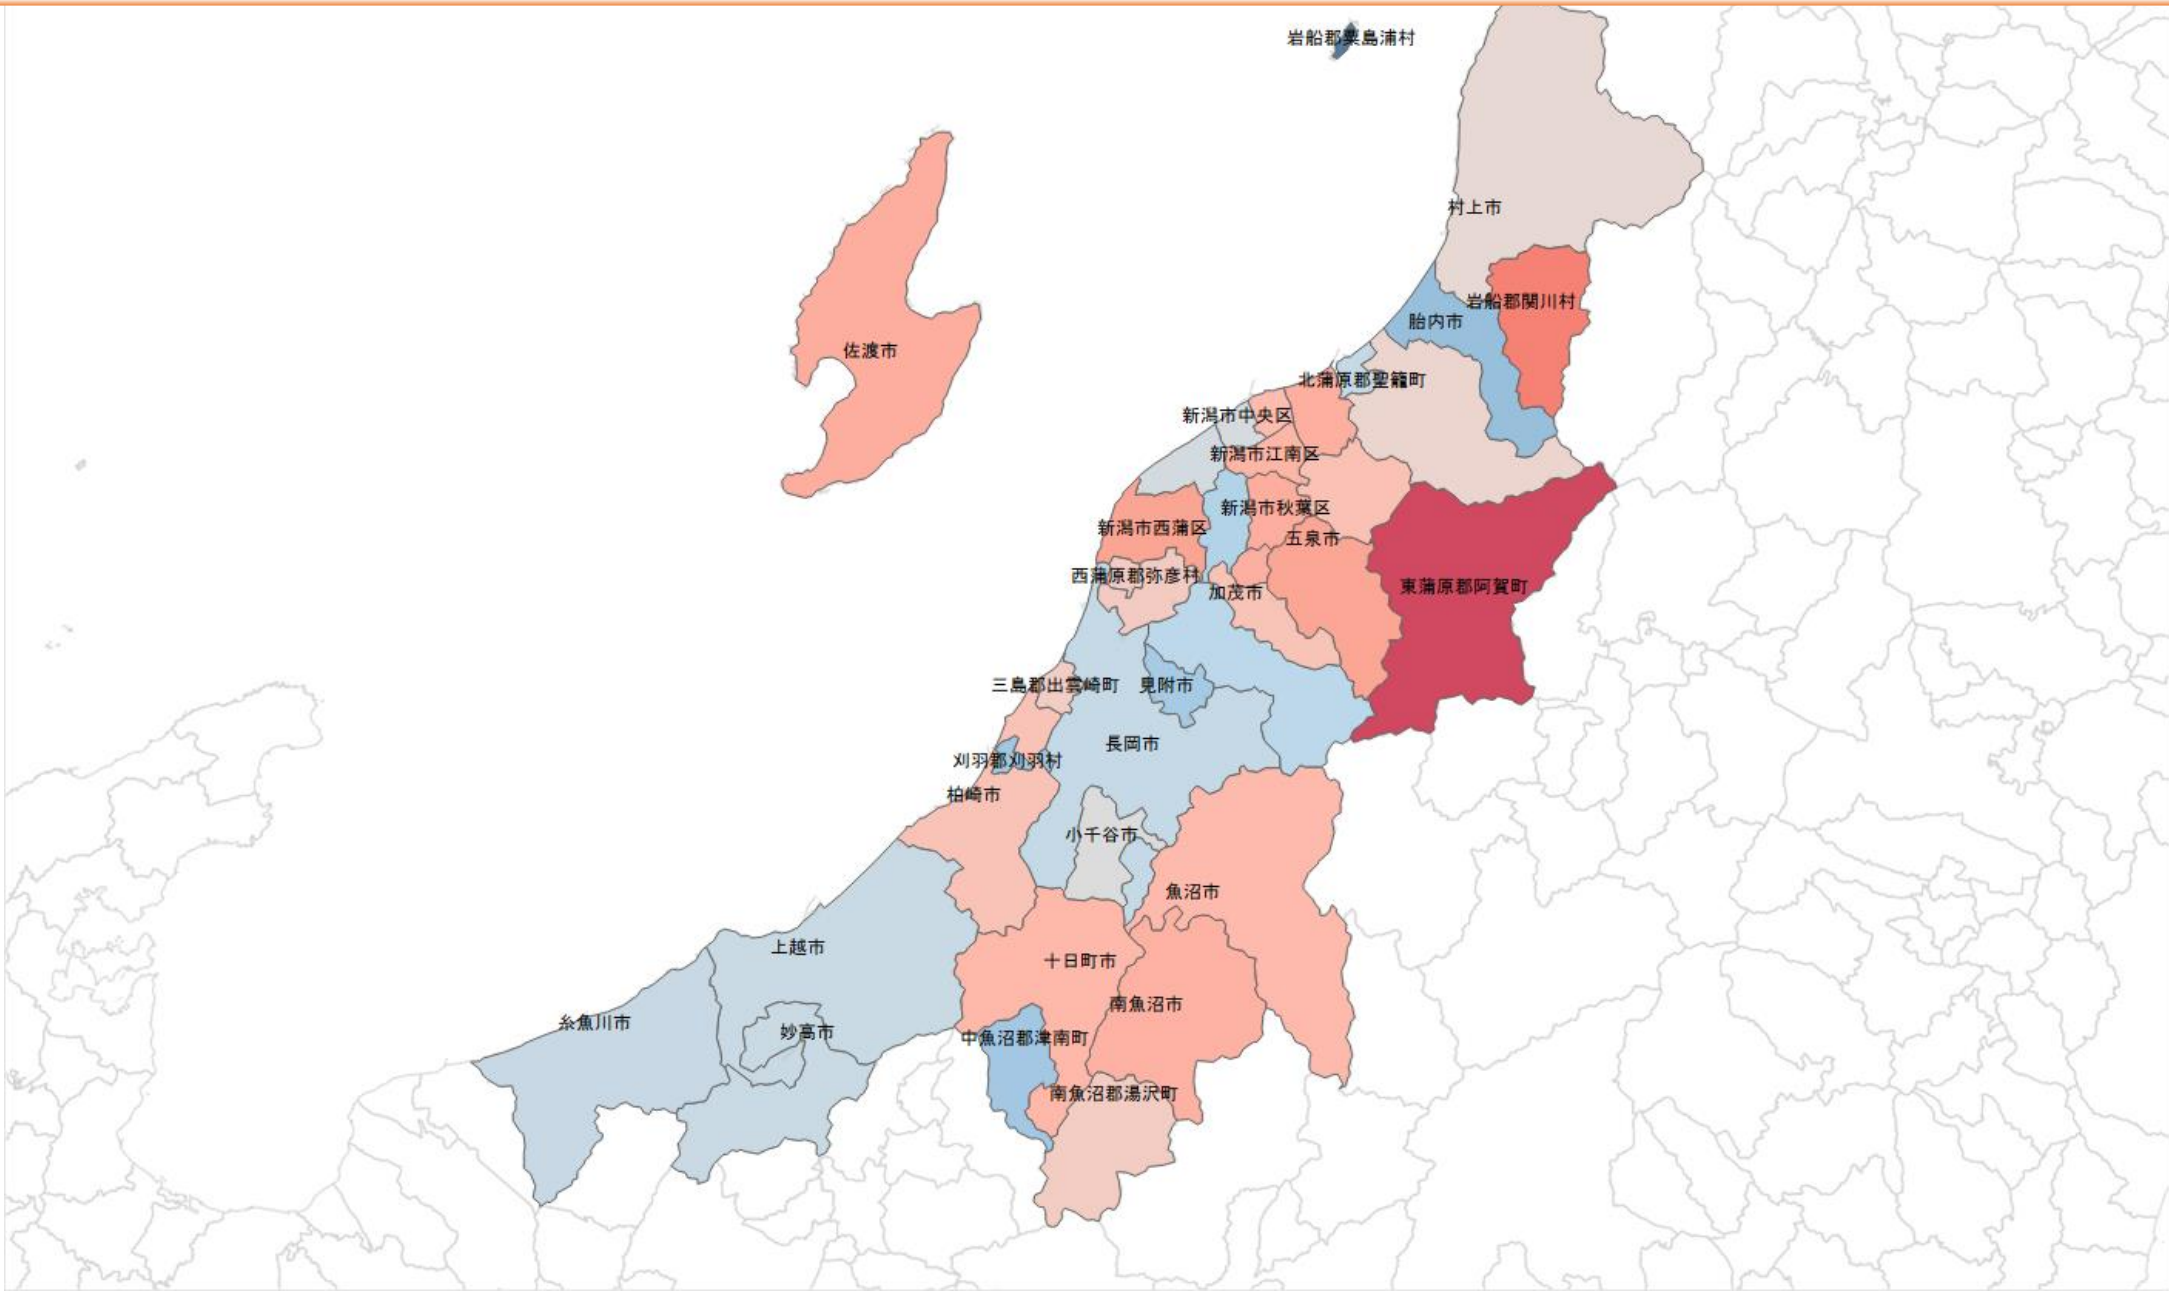 岩船郡粟島浦村
村上市
岩船郡関川村
胎内市
佐渡市
北蒲原郡聖籠町
新潟市中央区
新潟市江南区
新潟市秋葉区
新潟市西蒲区
五泉市
西蒲原郡弥彦村
東蒲原郡阿賀町
加茂市
三島郡出雲崎町
見附市
長岡市
刈羽郡刈羽村
柏崎市
小千谷市
魚沼市
上越市
十日町市
南魚沼市
糸魚川市
妙高市
中魚沼郡津南町
南魚沼郡湯沢町